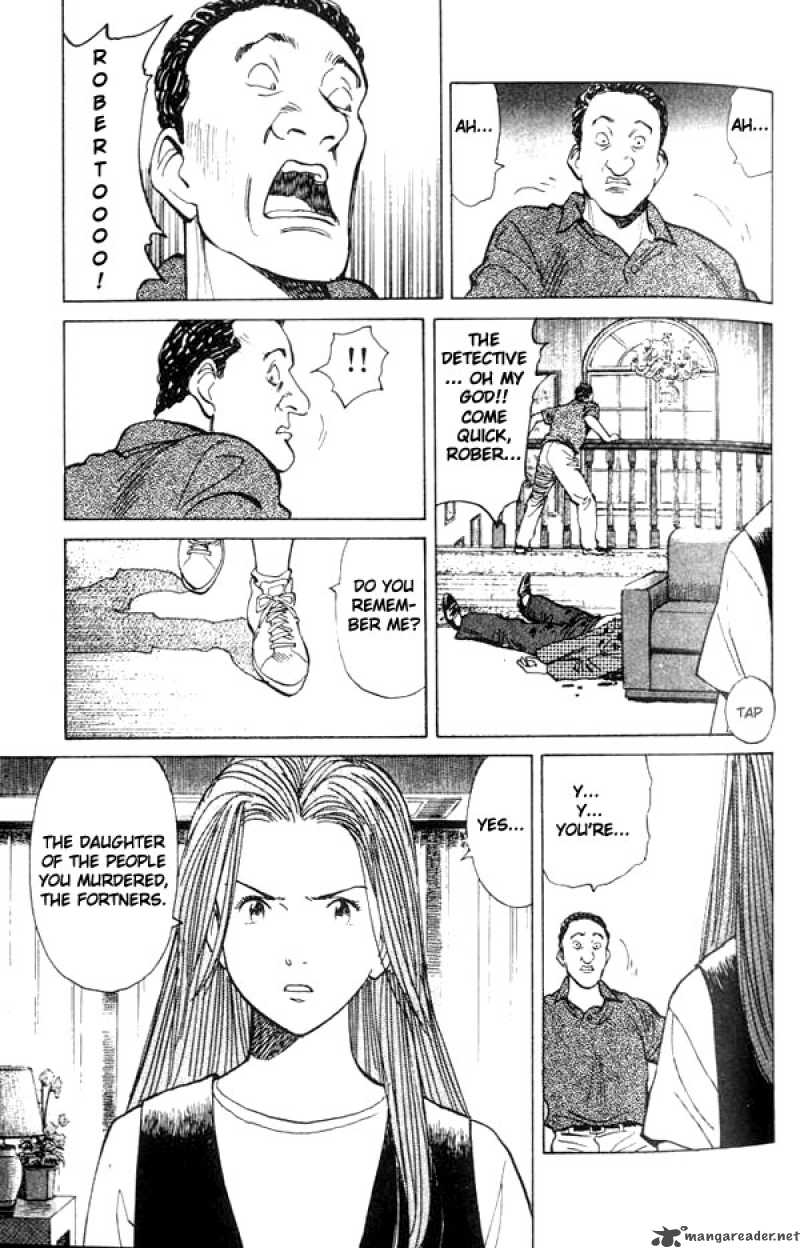 AH...
AH...
R
O
B
E
R
T
O
O
O
O
!
THE
DETECTIVE
... OH MY
GOD!!
COME
QUICK,
ROBER...
TAP
!!
DO YOU
REMEM-
BER ME?
Y...
Y...
YOU'RE...
YES...
THE DAUGHTER
OF THE PEOPLE
YOU MURDERED,
THE FORTNERS.
mangareader.net